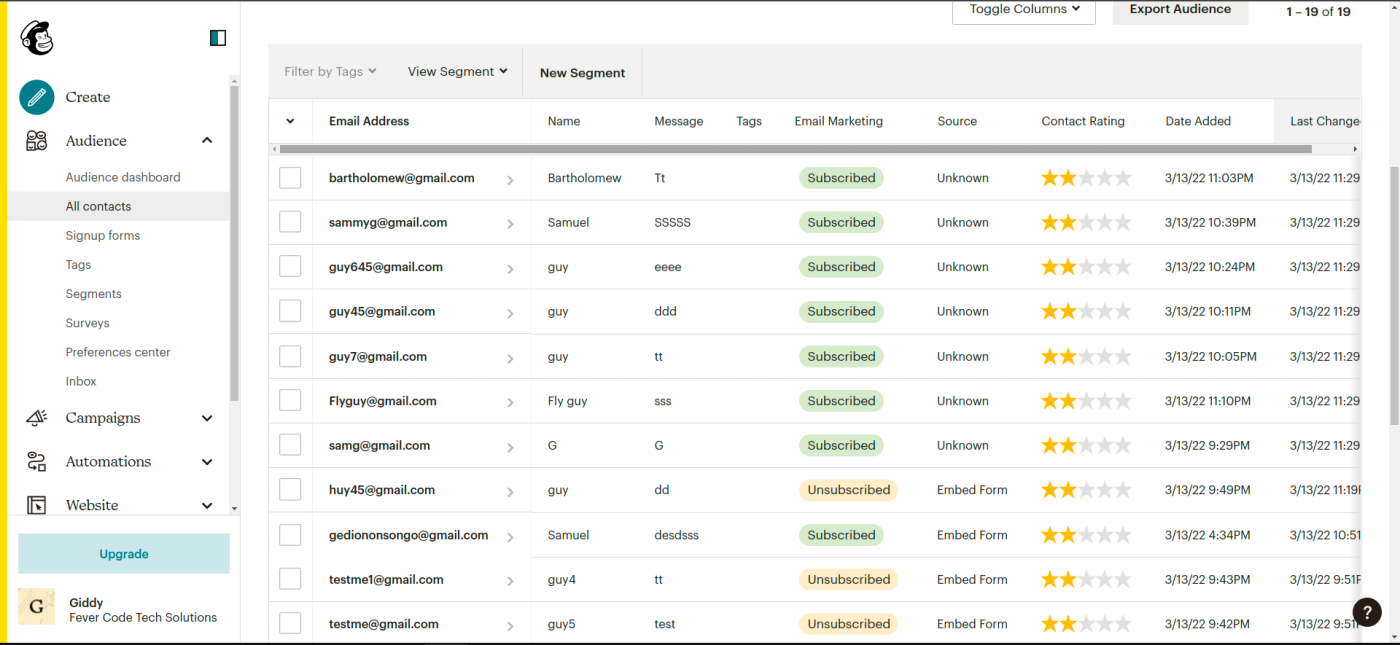 Toggle Columns Export Audience 1 – 19 of 19
Filter by Tags View Segment New Segment
Create
Audience
Audience dashboard
All contacts
Signup forms
Tags
Segments
Surveys
Preferences center
Inbox
Campaigns
Automations
Website
Upgrade
G
Giddy
Fever Code Tech Solutions
Email Address Name Message Tags Email Marketing Source Contact Rating Date Added Last Change
bartholomew@gmail.com Bartholomew Tt Subscribed Unknown 3/13/22 11:03PM 3/13/22 11:29
sammyg@gmail.com Samuel SSSSS Subscribed Unknown 3/13/22 10:39PM 3/13/22 11:29
guy645@gmail.com guy eeee Subscribed Unknown 3/13/22 10:24PM 3/13/22 11:29
guy45@gmail.com guy ddd Subscribed Unknown 3/13/22 10:11PM 3/13/22 11:29
guy7@gmail.com guy tt Subscribed Unknown 3/13/22 10:05PM 3/13/22 11:29
Flyguy@gmail.com Fly guy sss Subscribed Unknown 3/13/22 11:10PM 3/13/22 11:29
samg@gmail.com G G Subscribed Unknown 3/13/22 9:29PM 3/13/22 11:29
huy45@gmail.com guy dd Unsubscribed Embed Form 3/13/22 9:49PM 3/13/22 11:19
gediononsongo@gmail.com Samuel desdsss Subscribed Embed Form 3/13/22 4:34PM 3/13/22 10:51
testme1@gmail.com guy4 tt Unsubscribed Embed Form 3/13/22 9:43PM 3/13/22 9:51P
testme@gmail.com guy5 test Unsubscribed Embed Form 3/13/22 9:42PM 3/13/22 9:51
?